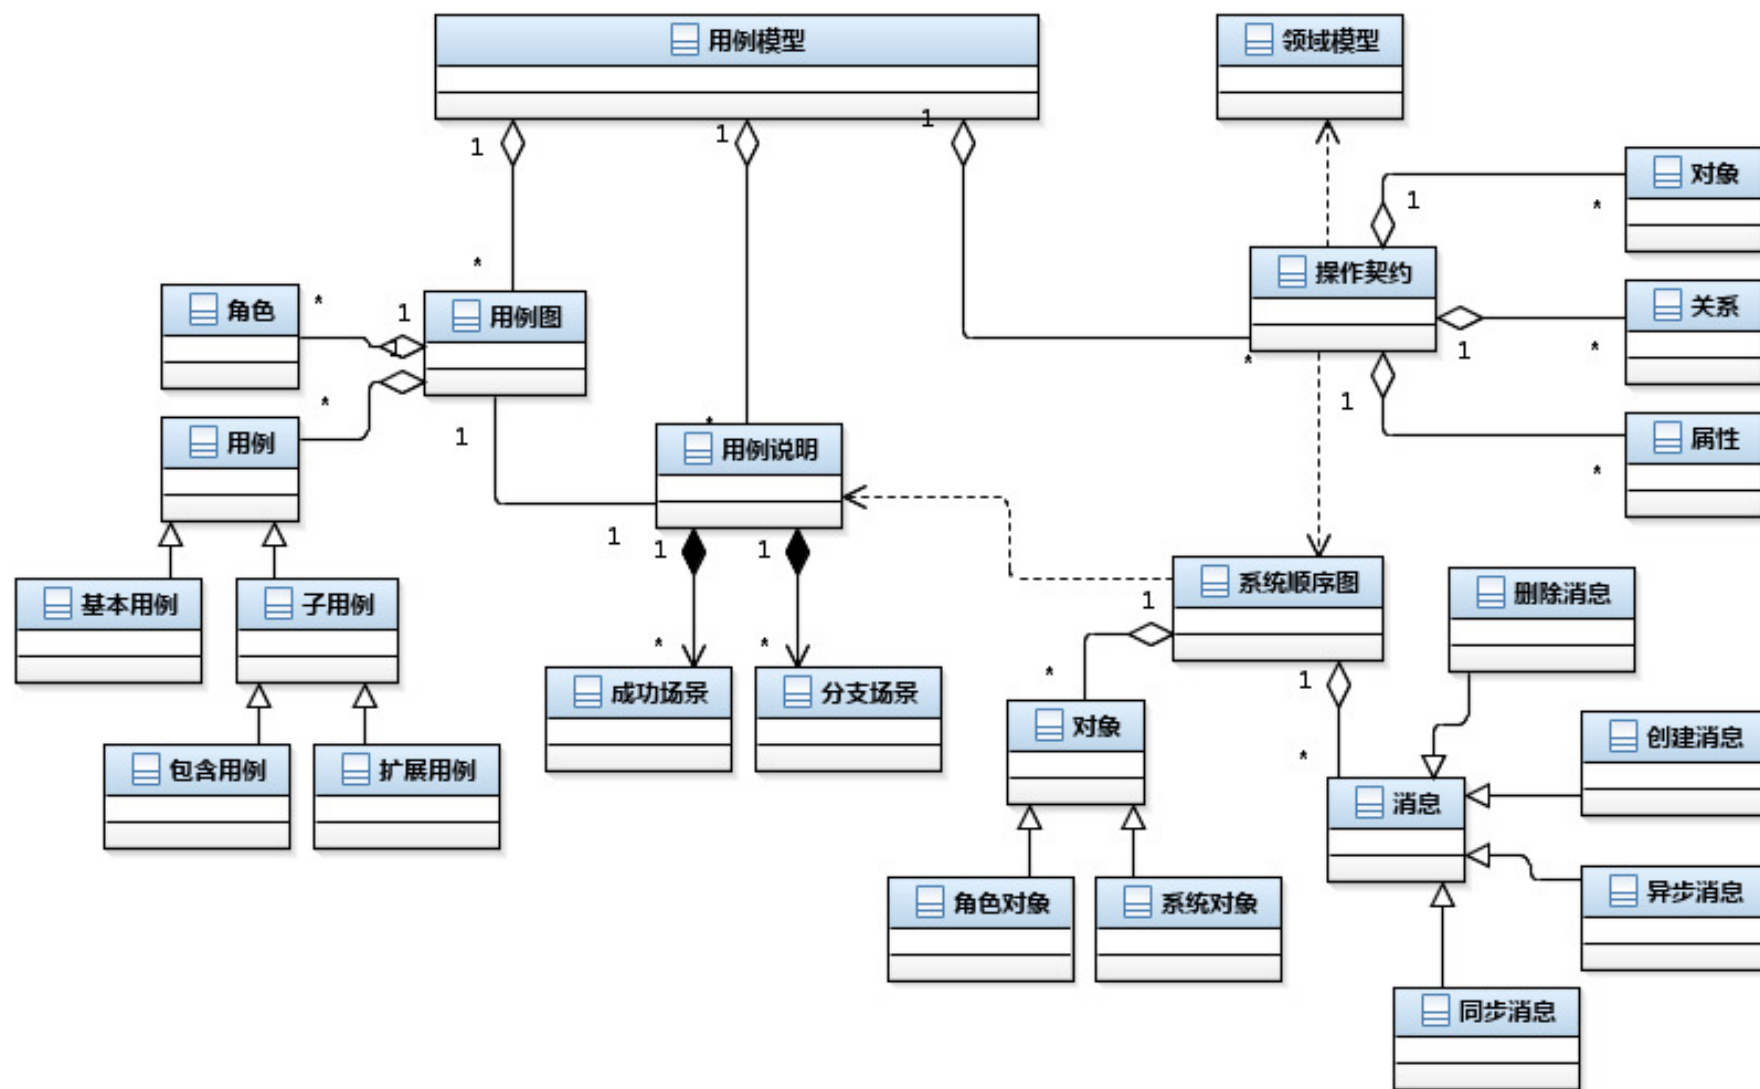 用例模型
领域模型
1
1
1
对象
1
*
操作契约
*
角色
*
1
用例图
关系
1
*
1
*
*
1
用例
*
1
*
用例说明
属性
*
1
1
1
基本用例
子用例
系统顺序图
删除消息
1
*
*
*
1
成功场景
分支场景
对象
*
创建消息
包含用例
扩展用例
消息
角色对象
系统对象
异步消息
同步消息